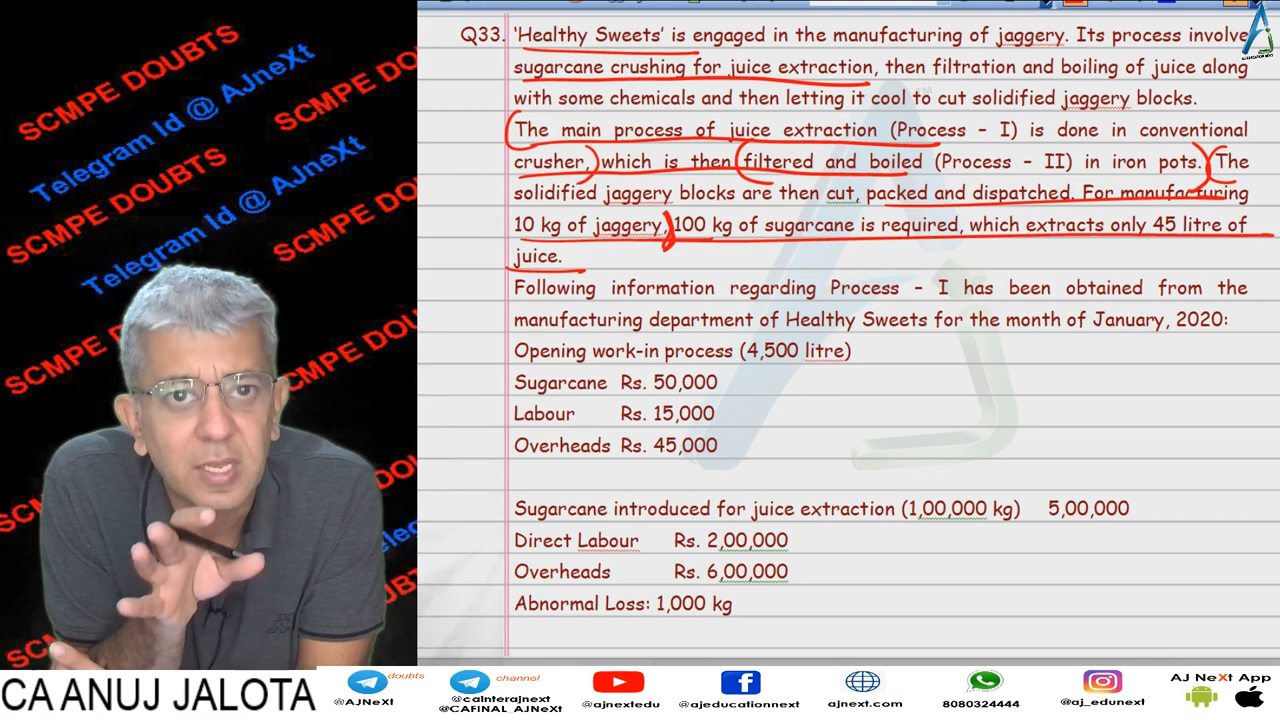 SCMPE DOUBTS
Telegram Id @ AJneXt
SCMPE DOUBTS
SCMPE DOUBTS
Telegram Id @ AJneXt
Q33. 'Healthy Sweets' is engaged in the manufacturing of jaggery. Its process involve
sugarcane crushing for juice extraction, then filtration and boiling of juice along
with some chemicals and then letting it cool to cut solidified jaggery blocks.
The main process of juice extraction (Process – I) is done in conventional
crusher, which is then filtered and boiled (Process – II) in iron pots. The
solidified jaggery blocks are then cut, packed and dispatched. For manufacturing
10 kg of jaggery, 100 kg of sugarcane is required, which extracts only 45 litre of
juice.
Following information regarding Process – I has been obtained from the
manufacturing department of Healthy Sweets for the month of January, 2020:
Opening work-in process (4,500 litre)
Sugarcane Rs. 50,000
Labour Rs. 15,000
Overheads Rs. 45,000
Sugarcane introduced for juice extraction (1,00,000 kg) 5,00,000
Direct Labour Rs. 2,00,000
Overheads Rs. 6,00,000
Abnormal Loss: 1,000 kg
CA ANUJ JALOTA
doubts
@AJNeXt
channel
@caInterajnext
@CAFINAL_AJNeXt
@ajnextedu
@ajeducationnext
ajnext.com
8080324444
@aj_edunext
AJ NeXt App